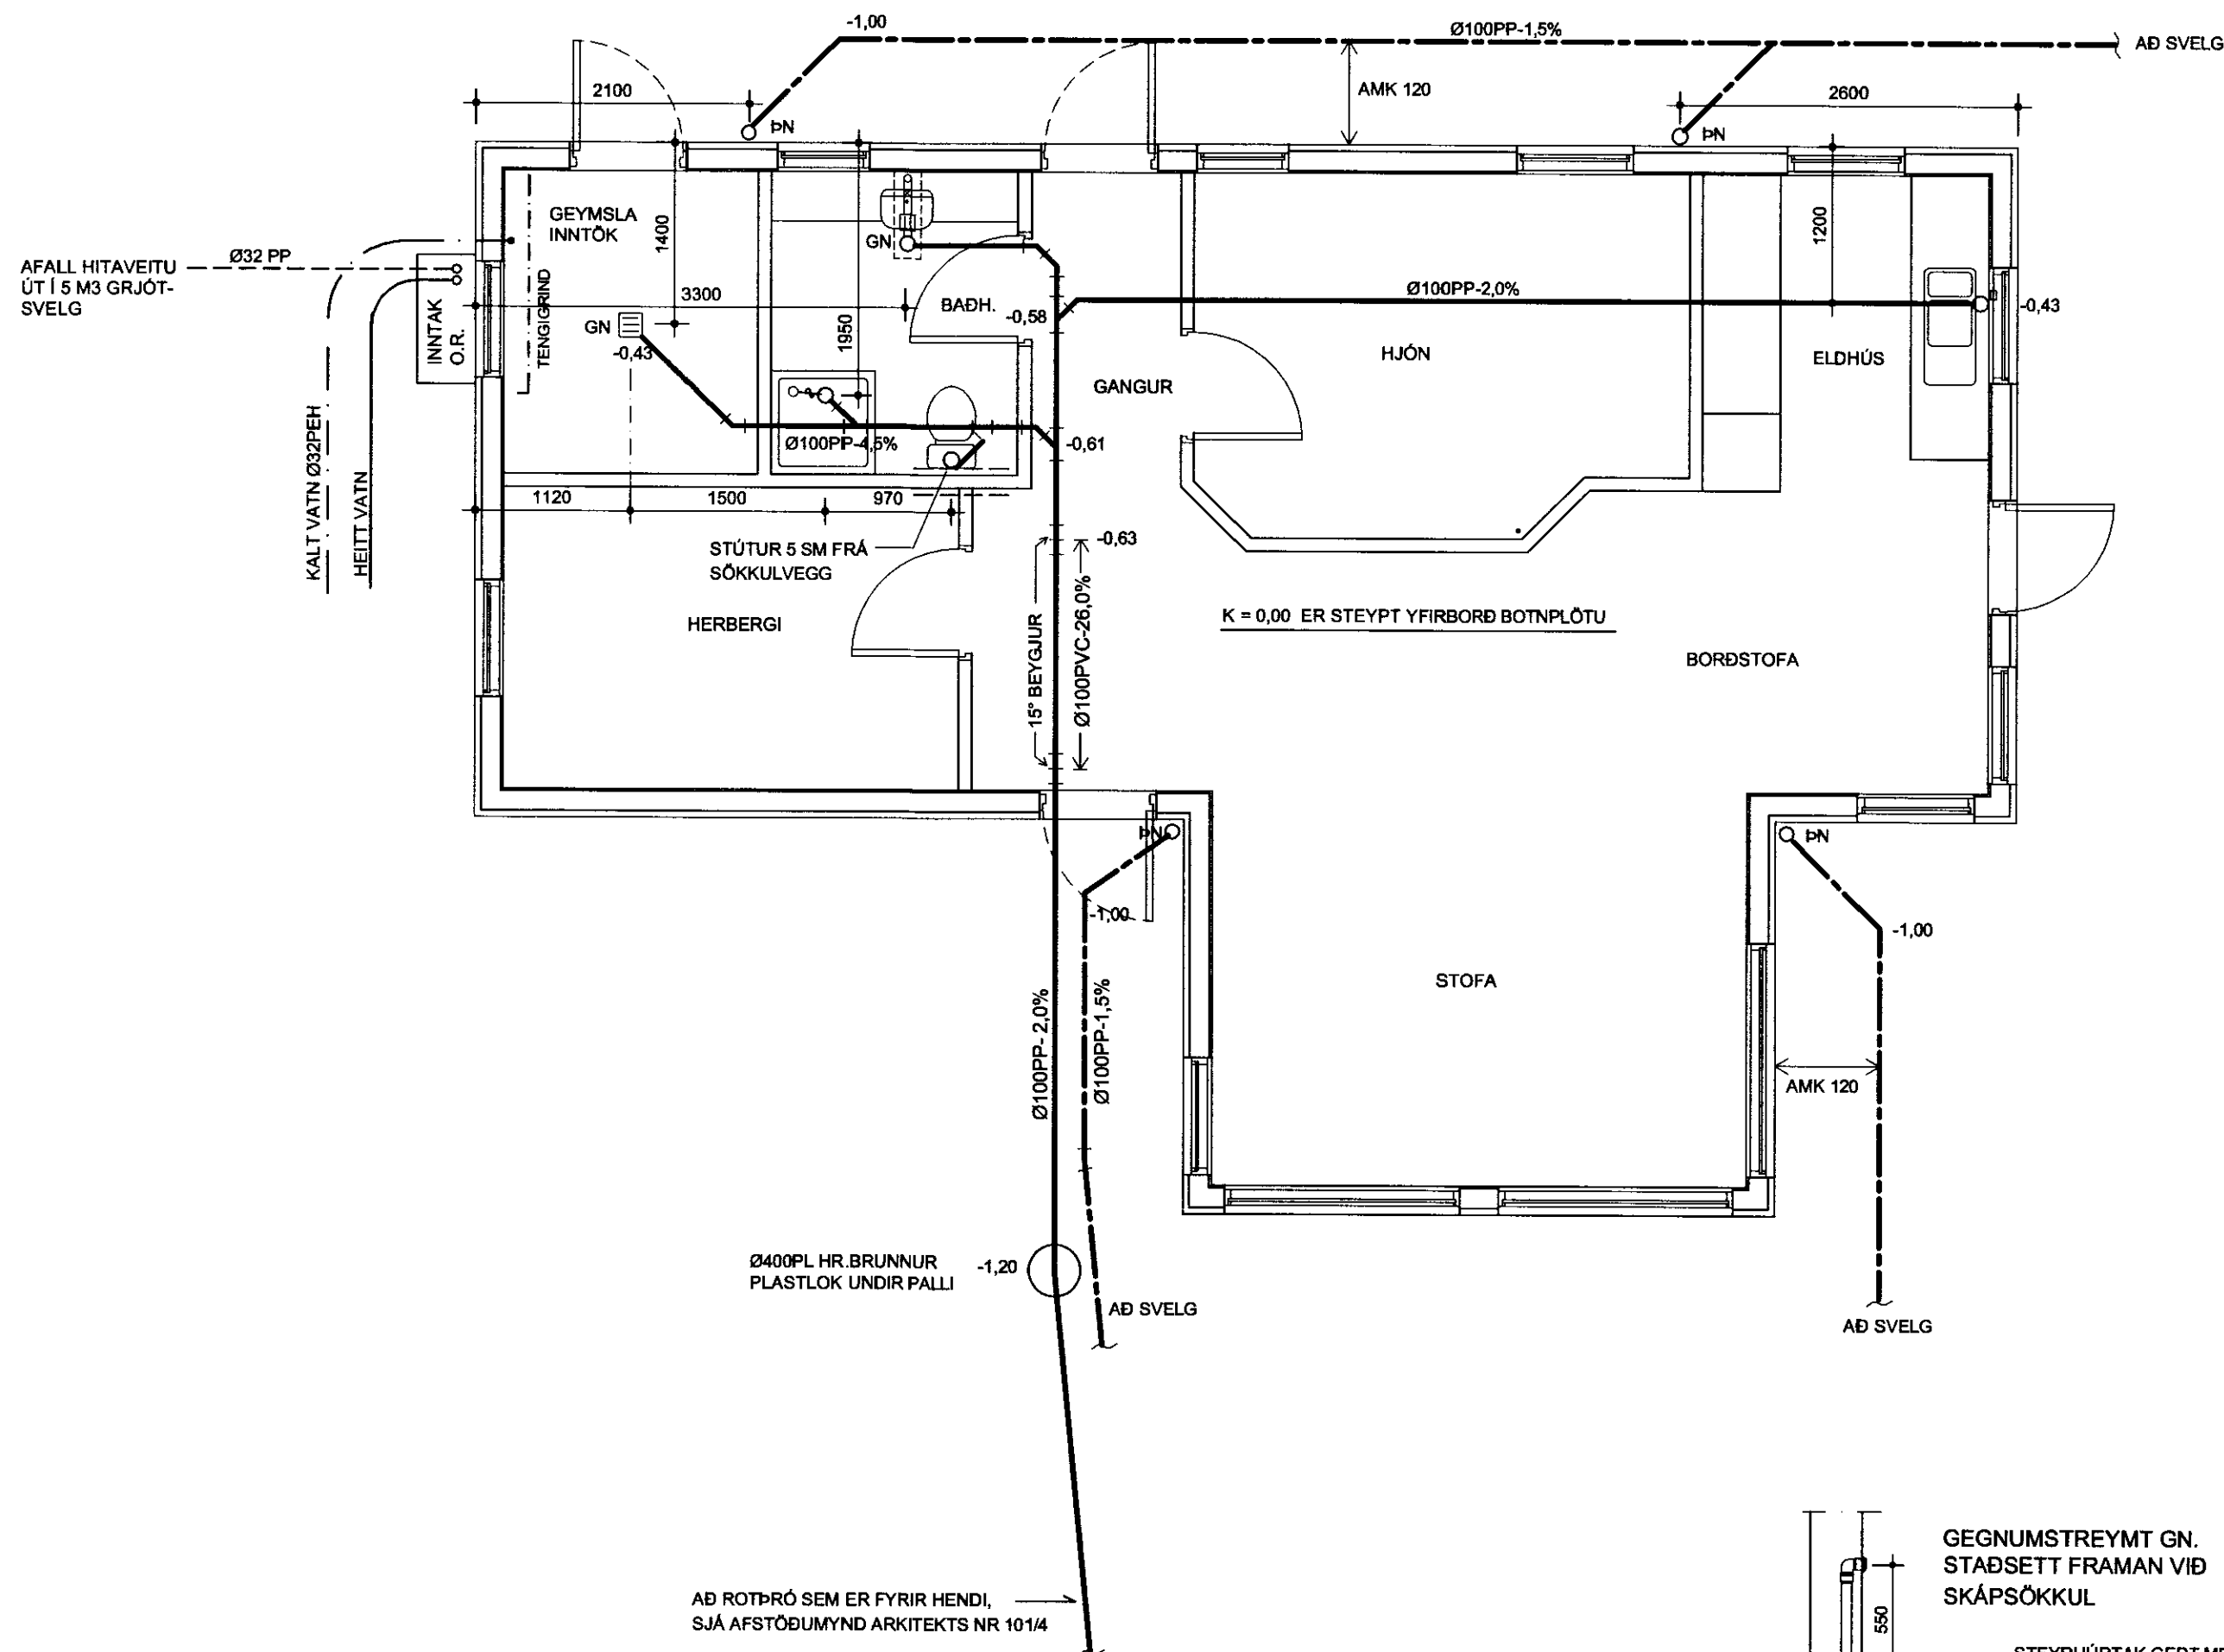 -1,00
Ø100PP-1,5%
AÐ SVELG
2100
AMK 120
2600
ÞN
ÞN
GEYMSLA
INNTÖK
1400
GN
1200
AFALL HITAVEITU
ÚT Í 5 M3 GRJÓT-
SVELG
Ø32 PP
TENGIGRIND
3300
BAÐH.
-0,58
Ø100PP-2,0%
-0,43
INNTAK
O.R.
GN
-0,43
1950
HJÓN
ELDHÚS
GANGUR
KALT VATN Ø32PEH
HEITT VATN
Ø100PP-4,5%
-0,61
1120
1500
970
STÚTUR 5 SM FRÁ
SÖKKULVEGG
-0,63
15° BEYGJUR
Ø100PVC-26,0%
HERBERGI
K = 0,00 ER STEYPT YFIRBORÐ BOTNPLÖTU
BORÐSTOFA
ÞN
ÞN
-1,00
-1,00
STOFA
Ø100PP- 2,0%
Ø100PP-1,5%
AMK 120
Ø400PL HR.BRUNNUR
PLASTLOK UNDIR PALLI
-1,20
AÐ SVELG
AÐ SVELG
GEGNUMSTREYMT GN.
STAÐSETT FRAMAN VIÐ
SKÁPSÖKKUL
550
AÐ ROTÞRÓ SEM ER FYRIR HENDI,
SJÁ AFSTÖÐUMYND ARKITEKTS NR 101/4